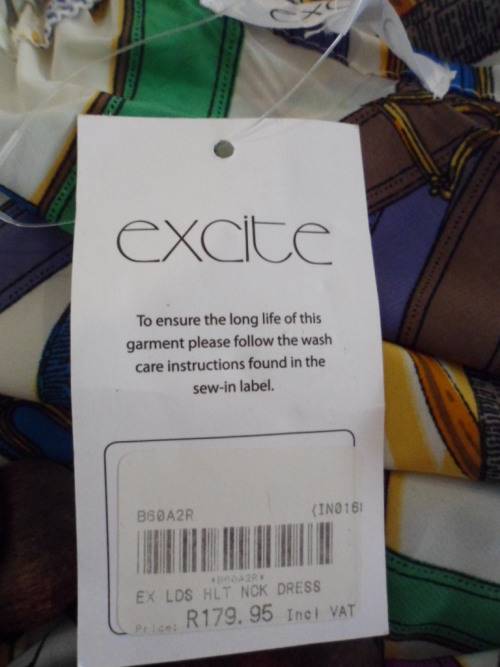 excite
To ensure the long life of this
garment please follow the wash
care instructions found in the
sew-in label.
B60A2R (IN016)
*B60A2R*
EX LDS HLT NCK DRESS
Price: R179.95 Incl VAT